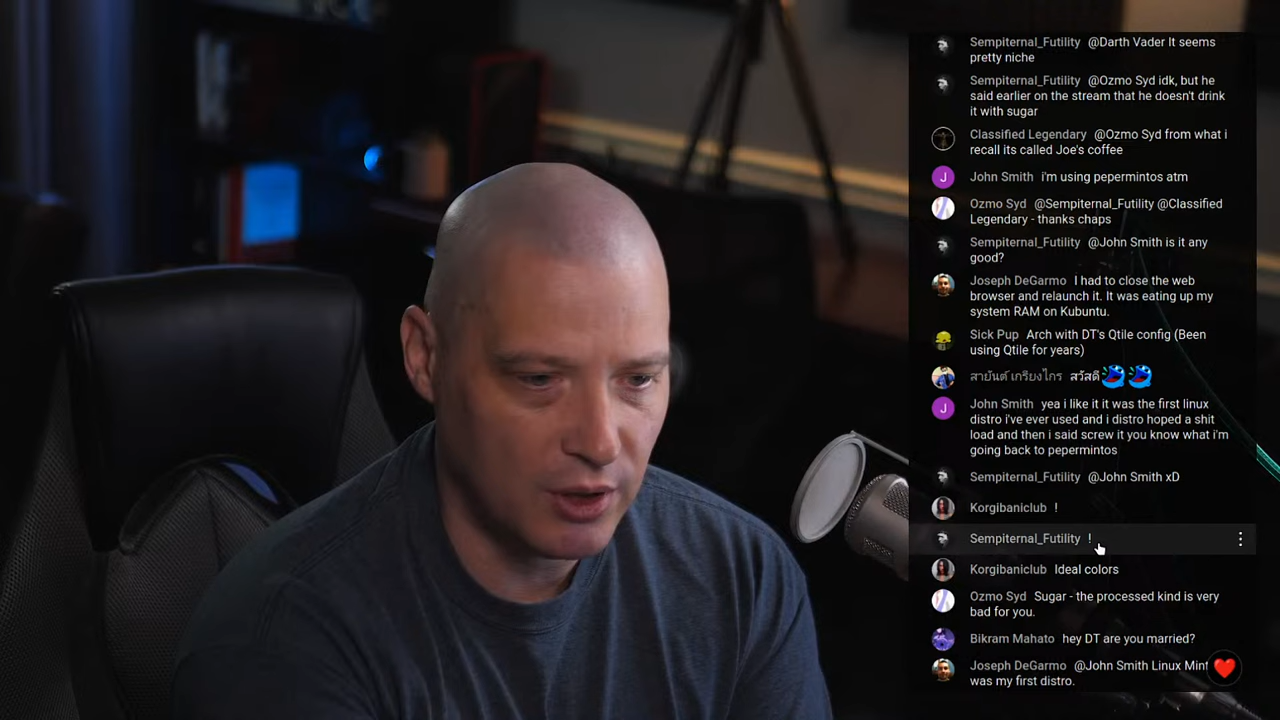 Sempiternal_Futility @Darth Vader It seems
pretty niche
Sempiternal_Futility @Ozmo Syd idk, but he
said earlier on the stream that he doesn't drink
it with sugar
Classified Legendary @Ozmo Syd from what i
recall its called Joe's coffee
J John Smith i'm using pepermintos atm
Ozmo Syd @Sempiternal_Futility @Classified
Legendary - thanks chaps
Sempiternal_Futility @John Smith is it any
good?
Joseph DeGarmo I had to close the web
browser and relaunch it. It was eating up my
system RAM on Kubuntu.
Sick Pup Arch with DT's Qtile config (Been
using Qtile for years)
สายันต์ เกรียงไกร สวัสดี
J John Smith yea i like it it was the first linux
distro i've ever used and i distro hoped a shit
load and then i said screw it you know what i'm
going back to pepermintos
Sempiternal_Futility @John Smith xD
Korgibaniclub !
Sempiternal_Futility !
Korgibaniclub Ideal colors
Ozmo Syd Sugar - the processed kind is very
bad for you.
Bikram Mahato hey DT are you married?
Joseph DeGarmo @John Smith Linux Mint
was my first distro.